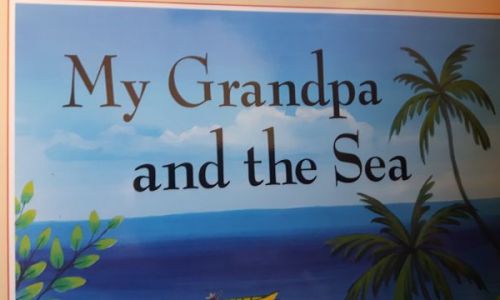 My Grandpa
and the Sea